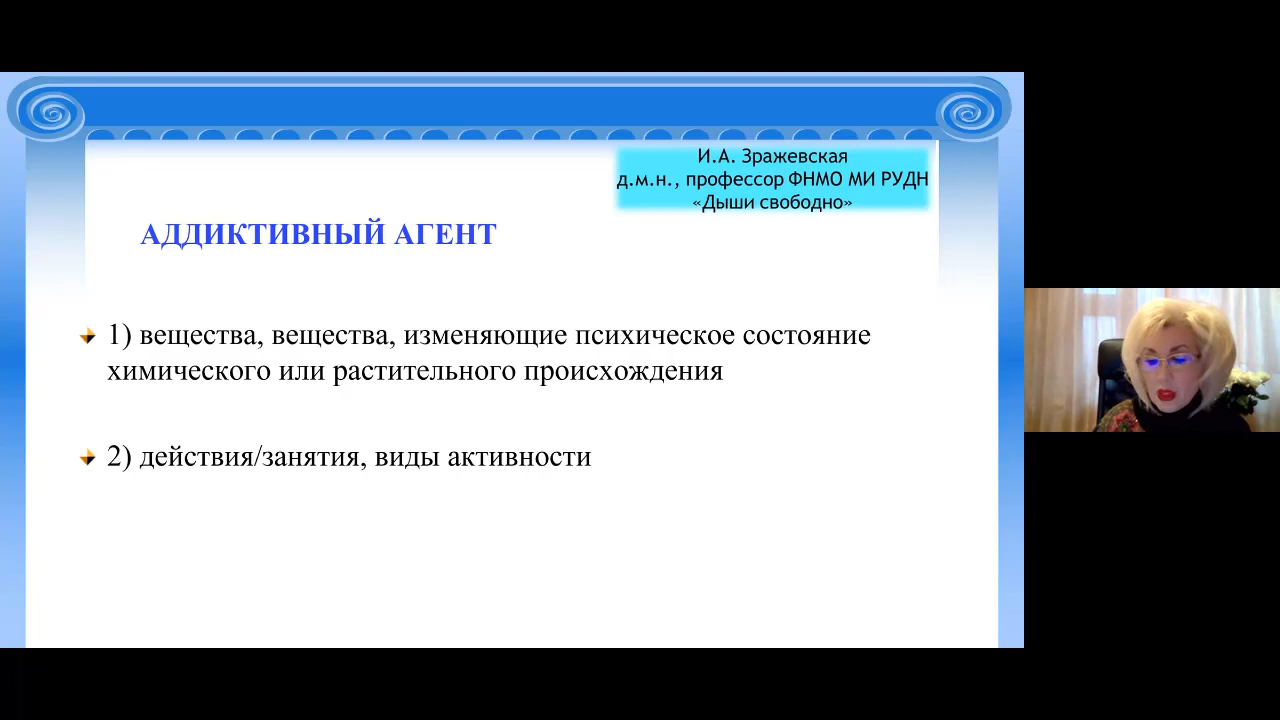 И.А. Зражевская
д.м.н., профессор ФНМО МИ РУДН
«Дыши свободно»
АДДИКТИВНЫЙ АГЕНТ
1) вещества, вещества, изменяющие психическое состояние
химического или растительного происхождения
2) действия/занятия, виды активности